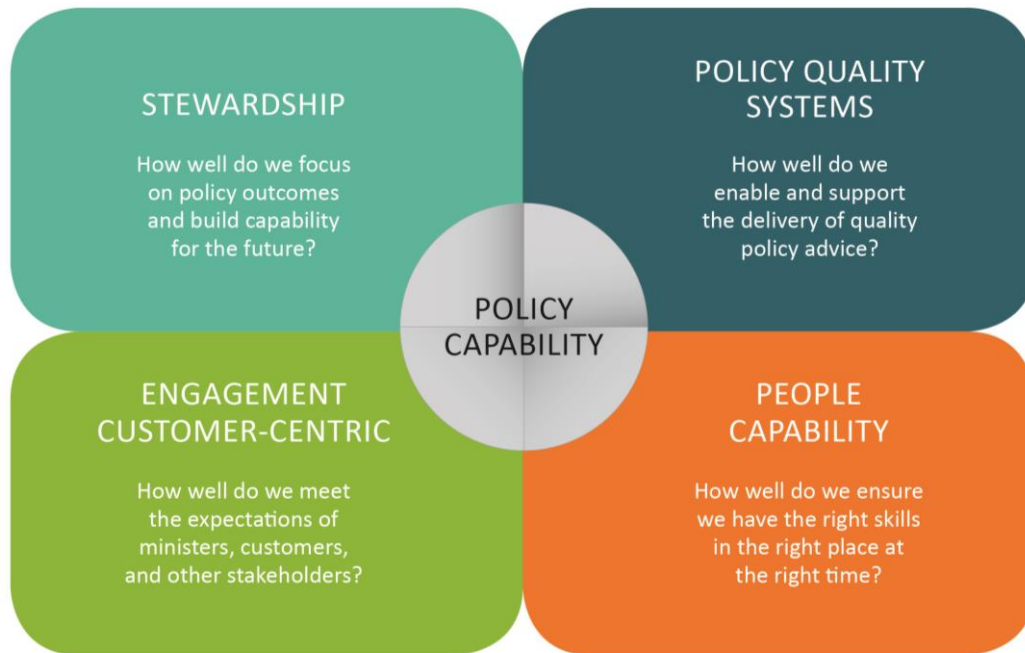 STEWARDSHIP
How well do we focus
on policy outcomes
and build capability
for the future?
POLICY QUALITY
SYSTEMS
How well do we
enable and support
the delivery of quality
policy advice?
POLICY
CAPABILITY
ENGAGEMENT
CUSTOMER-CENTRIC
How well do we meet
the expectations of
ministers, customers,
and other stakeholders?
PEOPLE
CAPABILITY
How well do we ensure
we have the right skills
in the right place at
the right time?